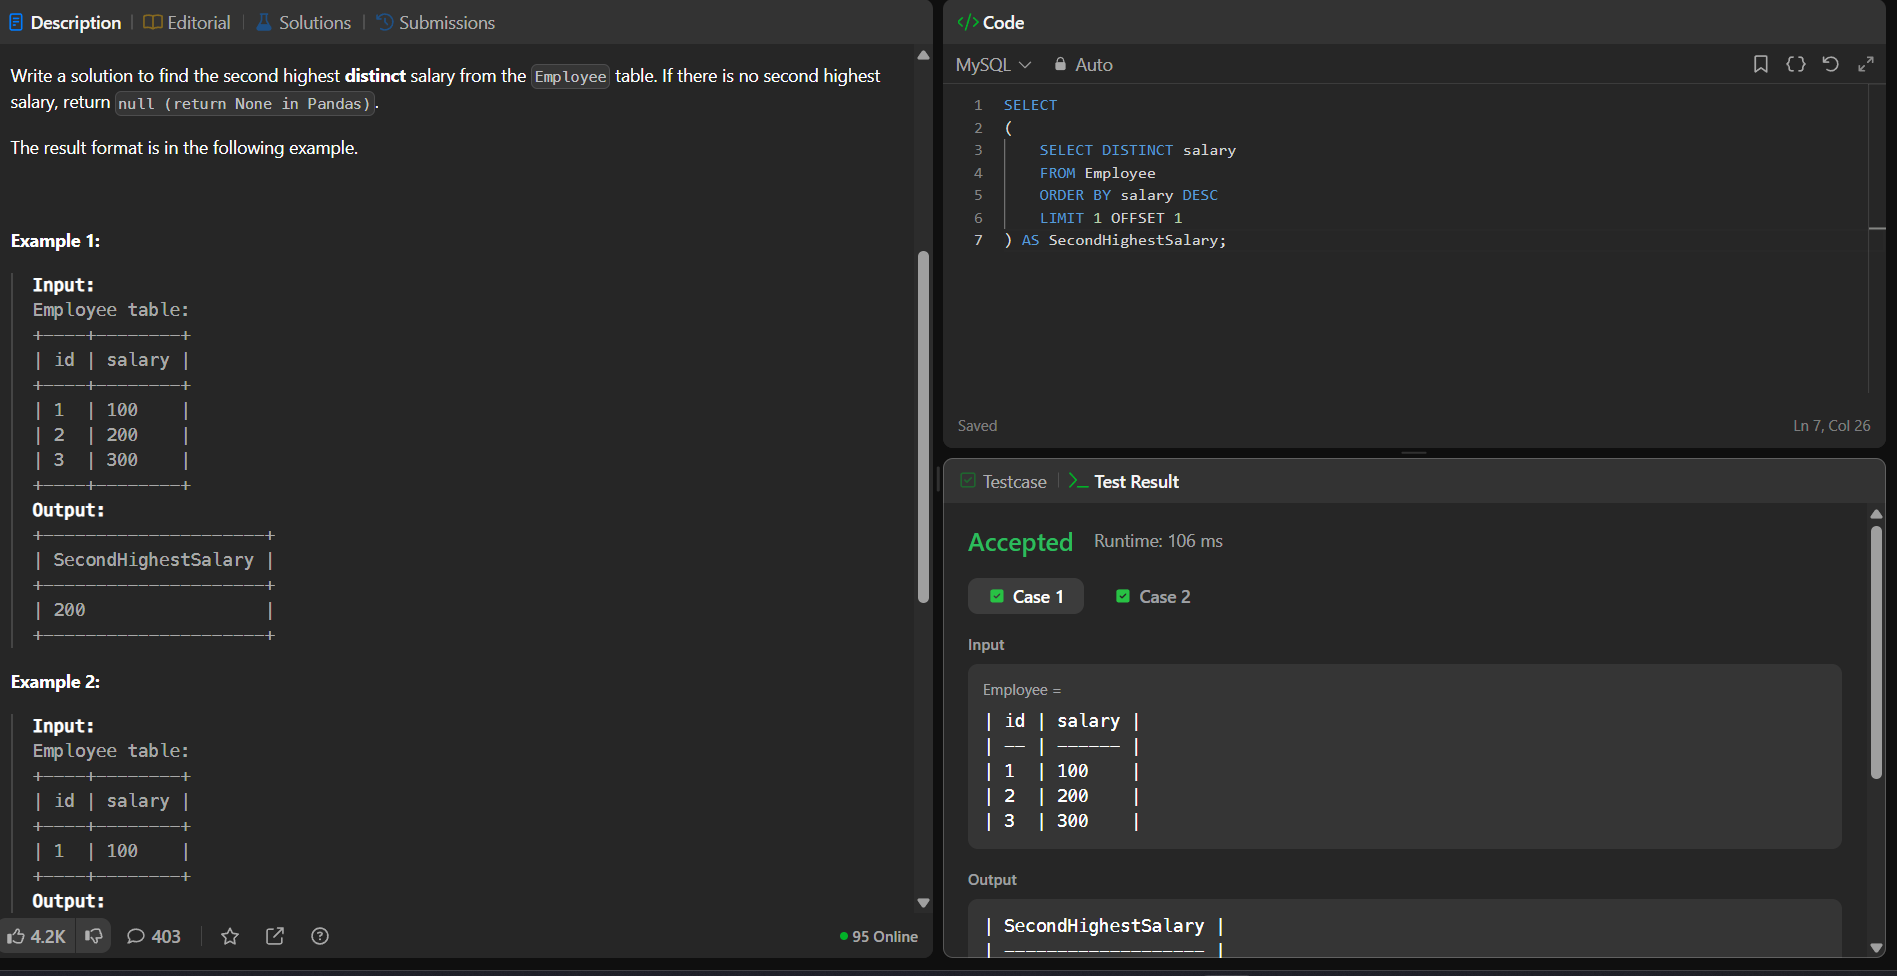 Description | Editorial | Solutions | Submissions
Write a solution to find the second highest distinct salary from the Employee table. If there is no second highest
salary, return null (return None in Pandas).
The result format is in the following example.
Example 1:
Input:
Employee table:
+----+--------+
| id | salary |
+----+--------+
| 1  | 100    |
| 2  | 200    |
| 3  | 300    |
+----+--------+
Output:
+---------------------+
| SecondHighestSalary |
+---------------------+
| 200                 |
+---------------------+
Example 2:
Input:
Employee table:
+----+--------+
| id | salary |
+----+--------+
| 1  | 100    |
+----+--------+
Output:
4.2K 403 95 Online
</> Code
MySQL Auto
1 SELECT
2 (
3     SELECT DISTINCT salary
4     FROM Employee
5     ORDER BY salary DESC
6     LIMIT 1 OFFSET 1
7 ) AS SecondHighestSalary;
Saved Ln 7, Col 26
Testcase | >_ Test Result
Accepted Runtime: 106 ms
Case 1 Case 2
Input
Employee =
| id | salary |
| -- | ------ |
| 1  | 100    |
| 2  | 200    |
| 3  | 300    |
Output
| SecondHighestSalary |
| ------------------- |